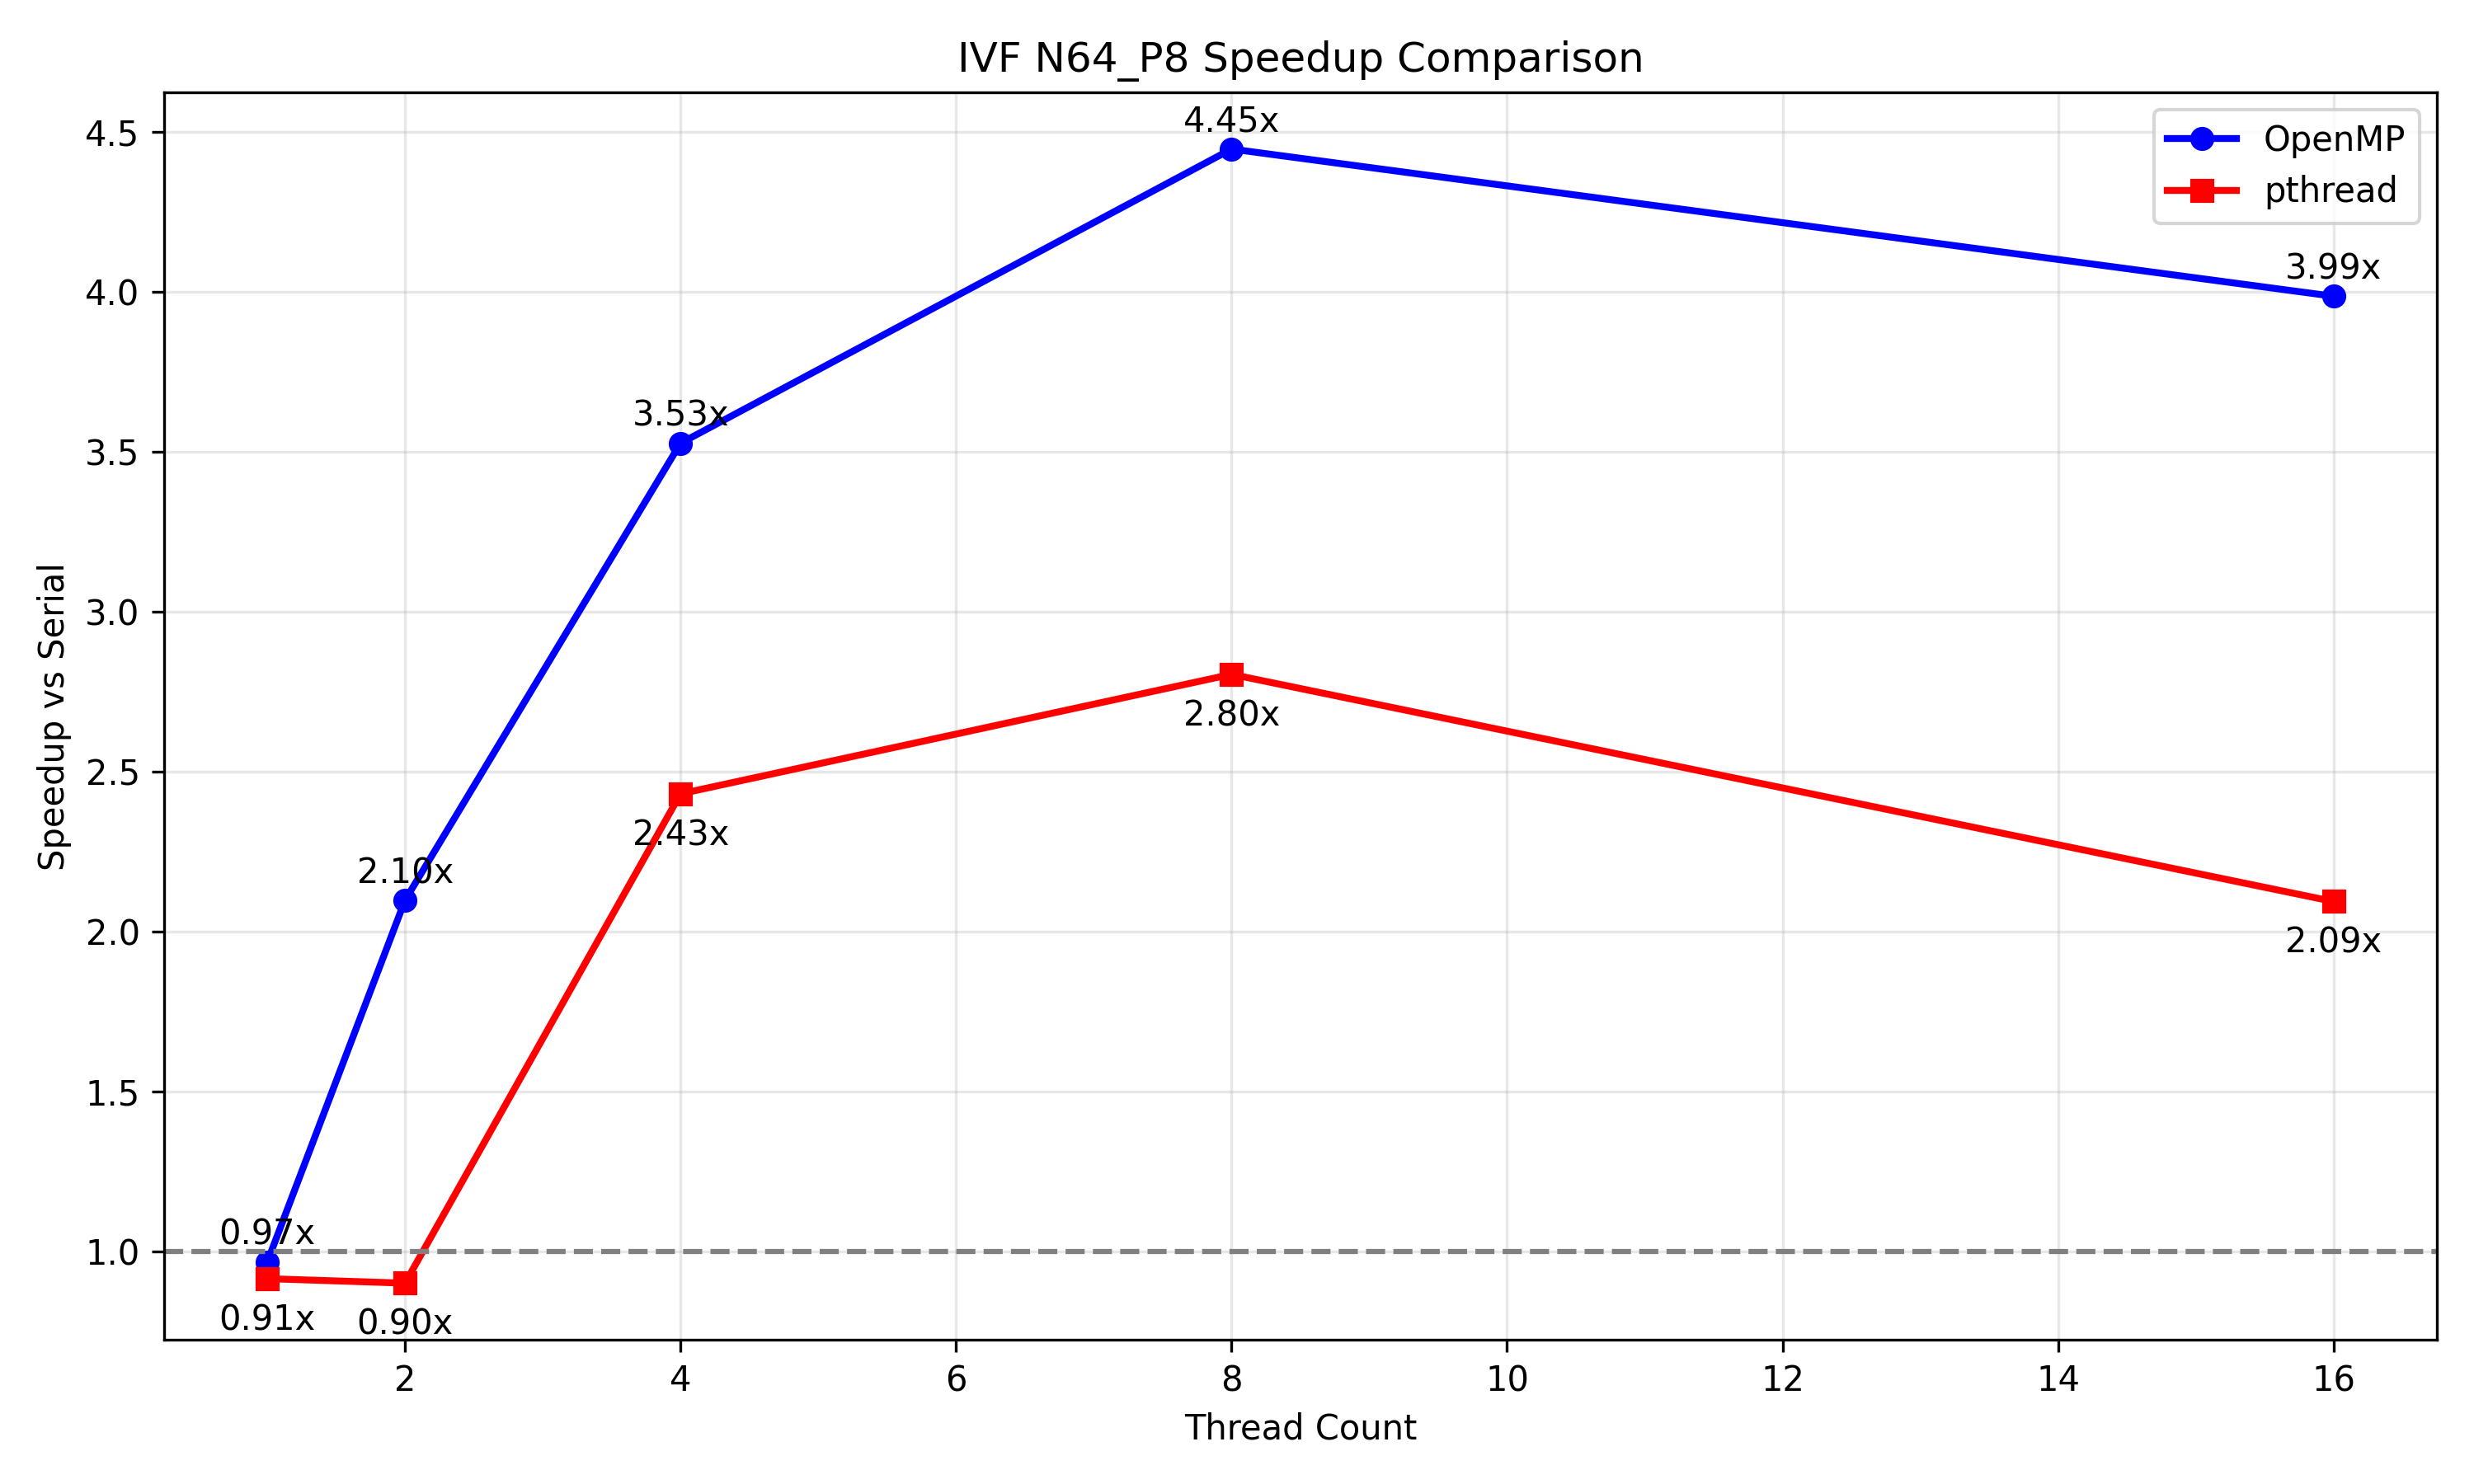 IVF N64_P8 Speedup Comparison
OpenMP
pthread
4.5
4.0
3.5
3.0
2.5
2.0
1.5
1.0
Speedup vs Serial
0.97x
2.10x
3.53x
4.45x
3.99x
0.91x
0.90x
2.43x
2.80x
2.09x
2 4 6 8 10 12 14 16
Thread Count